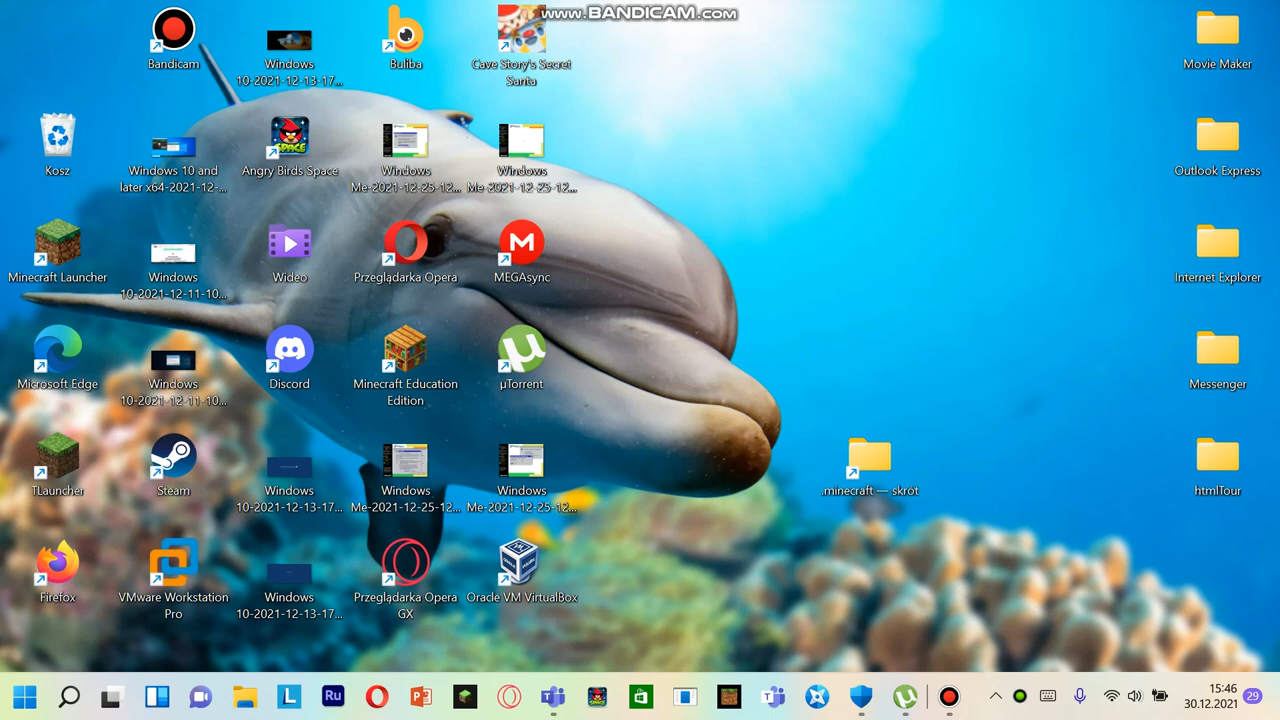 www.BANDICAM.com
Bandicam
Windows
10-2021-12-13-17...
Buliba
Cave Story's Secret
Santa
Movie Maker
Kosz
Windows 10 and
later x64-2021-12-...
Angry Birds Space
Windows
Me-2021-12-25-12...
Windows
Me-2021-12-25-12...
Outlook Express
Minecraft Launcher
Windows
10-2021-12-11-10...
Wideo
Przeglądarka Opera
MEGAsync
Internet Explorer
Microsoft Edge
Windows
10-2021-12-11-10...
Discord
Minecraft Education
Edition
µTorrent
Messenger
TLauncher
Steam
Windows
10-2021-12-13-17...
Windows
Me-2021-12-25-12...
Windows
Me-2021-12-25-12...
.minecraft — skrót
htmlTour
Firefox
VMware Workstation
Pro
Windows
10-2021-12-13-17...
Przeglądarka Opera
GX
Oracle VM VirtualBox
SPACE
M
L
Ru
15:46
30.12.2021
29